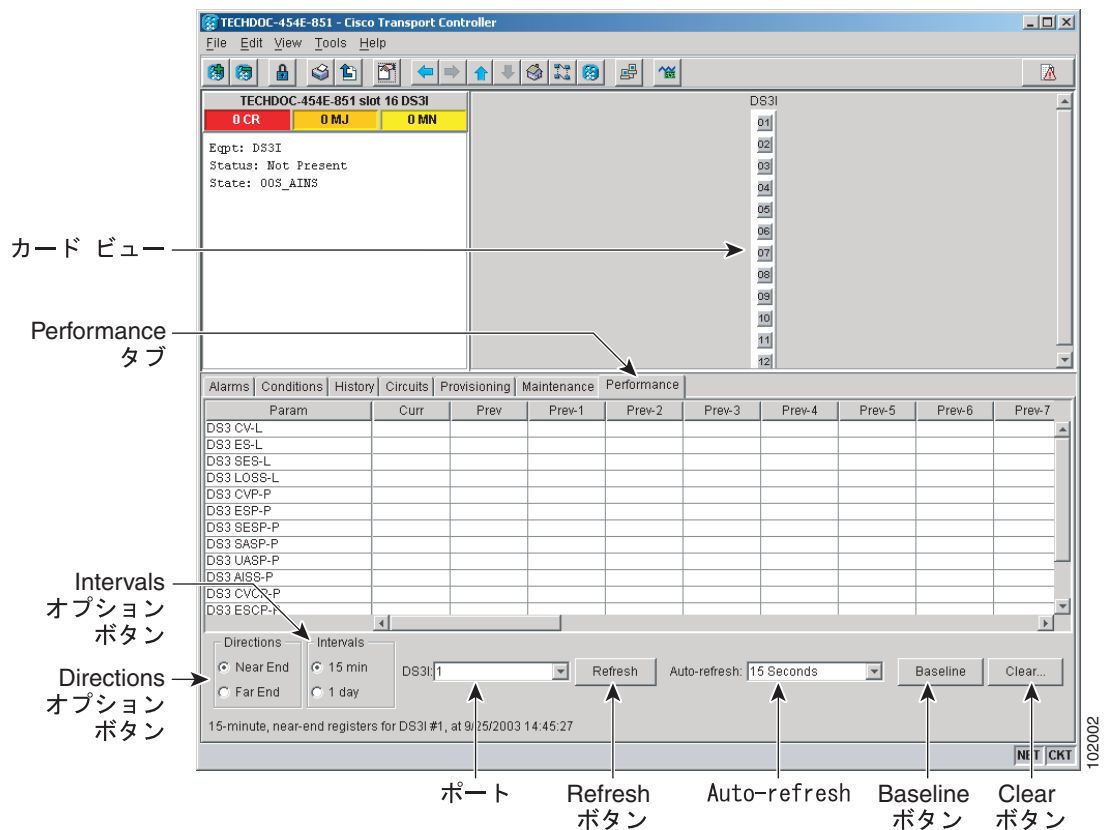 TECHDOC-454E-851 - Cisco Transport Controller
File Edit View Tools Help
TECHDOC-454E-851 slot 16 DS3I
0 CR 0 MJ 0 MN
Eqpt: DS3I
Status: Not Present
State: OOS_AINS
DS3I
01
02
03
04
05
06
07
08
09
10
11
12
カード ビュー
Performance
タブ
Alarms Conditions History Circuits Provisioning Maintenance Performance
Param Curr Prev Prev-1 Prev-2 Prev-3 Prev-4 Prev-5 Prev-6 Prev-7
DS3 CV-L
DS3 ES-L
DS3 SES-L
DS3 LOSS-L
DS3 CVP-P
DS3 ESP-P
DS3 SESP-P
DS3 SASP-P
DS3 UASP-P
DS3 AISS-P
DS3 CVCP-P
DS3 ESCP-P
Intervals
オプション
ボタン
Directions
オプション
ボタン
Directions Intervals
Near End 15 min DS3I: 1 Refresh Auto-refresh: 15 Seconds Baseline Clear...
Far End 1 day
15-minute, near-end registers for DS3I #1, at 9/25/2003 14:45:27
NET CKT
102002
ポート
Refresh
ボタン
Auto-refresh
Baseline
ボタン
Clear
ボタン